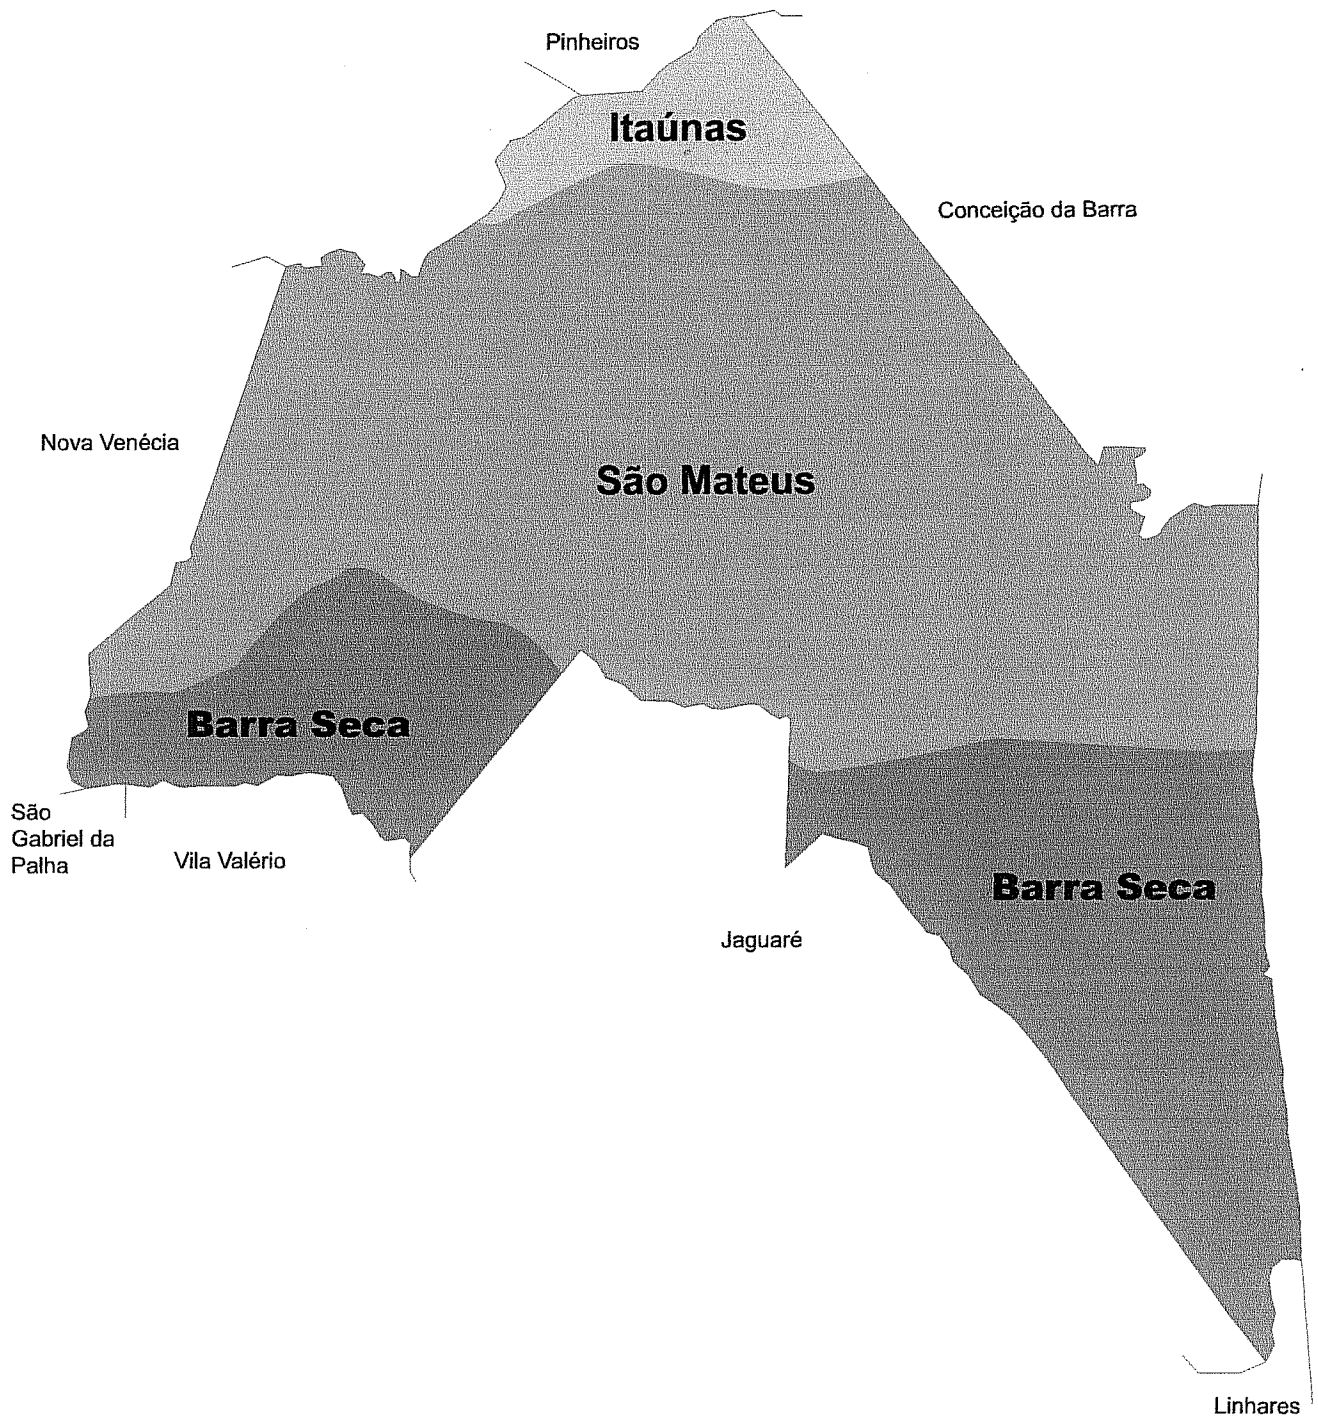 Pinheiros
Itaúnas
Conceição da Barra
Nova Venécia
São Mateus
Barra Seca
São
Gabriel da
Palha
Vila Valério
Barra Seca
Jaguaré
Linhares